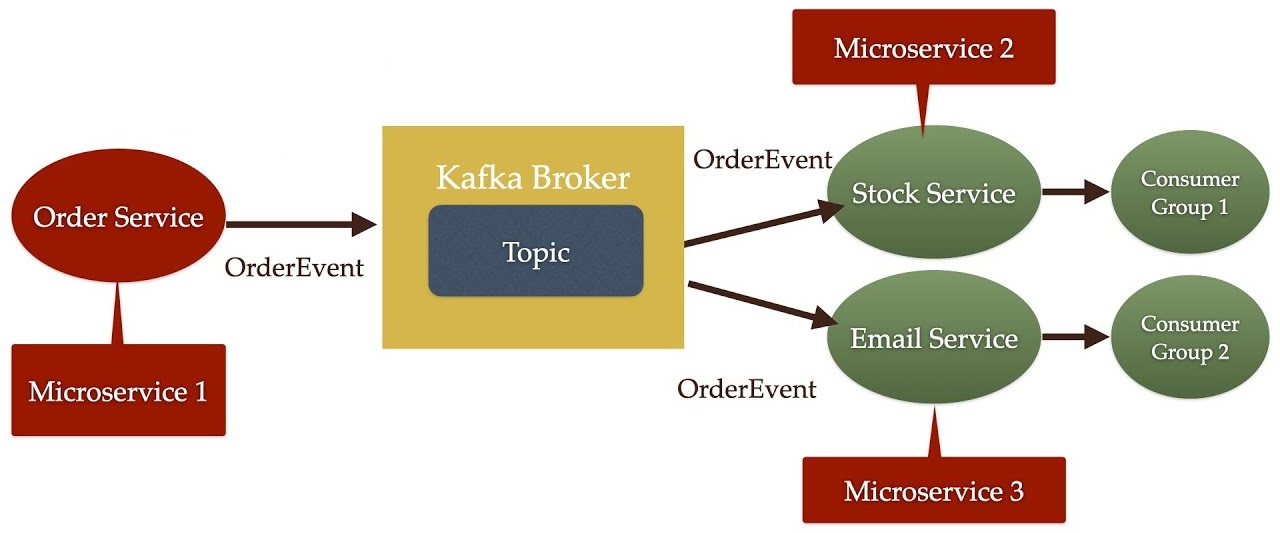 Microservice 2
OrderEvent
Kafka Broker
Stock Service
Consumer
Group 1
Order Service
Topic
OrderEvent
Email Service
Consumer
Group 2
Microservice 1
OrderEvent
Microservice 3